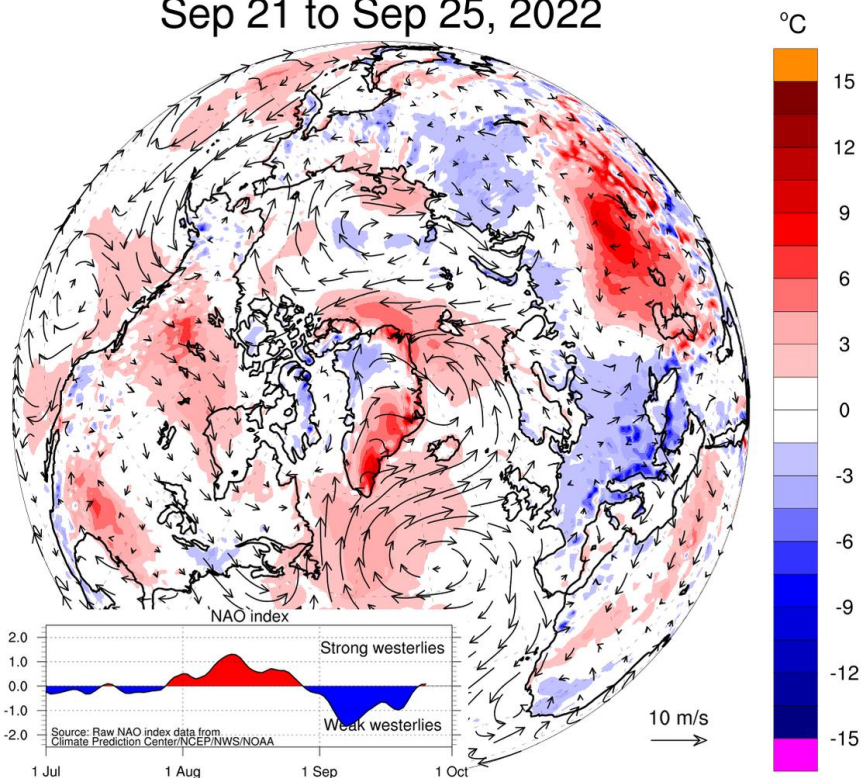 Sep 21 to Sep 25, 2022
°C
15
12
9
6
3
0
-3
-6
-9
-12
-15
10 m/s
NAO index
2.0
1.0
0.0
-1.0
-2.0
Strong westerlies
Weak westerlies
Source: Raw NAO index data from
Climate Prediction Center/NCEP/NWS/NOAA
1 Jul 1 Aug 1 Sep 1 Oct